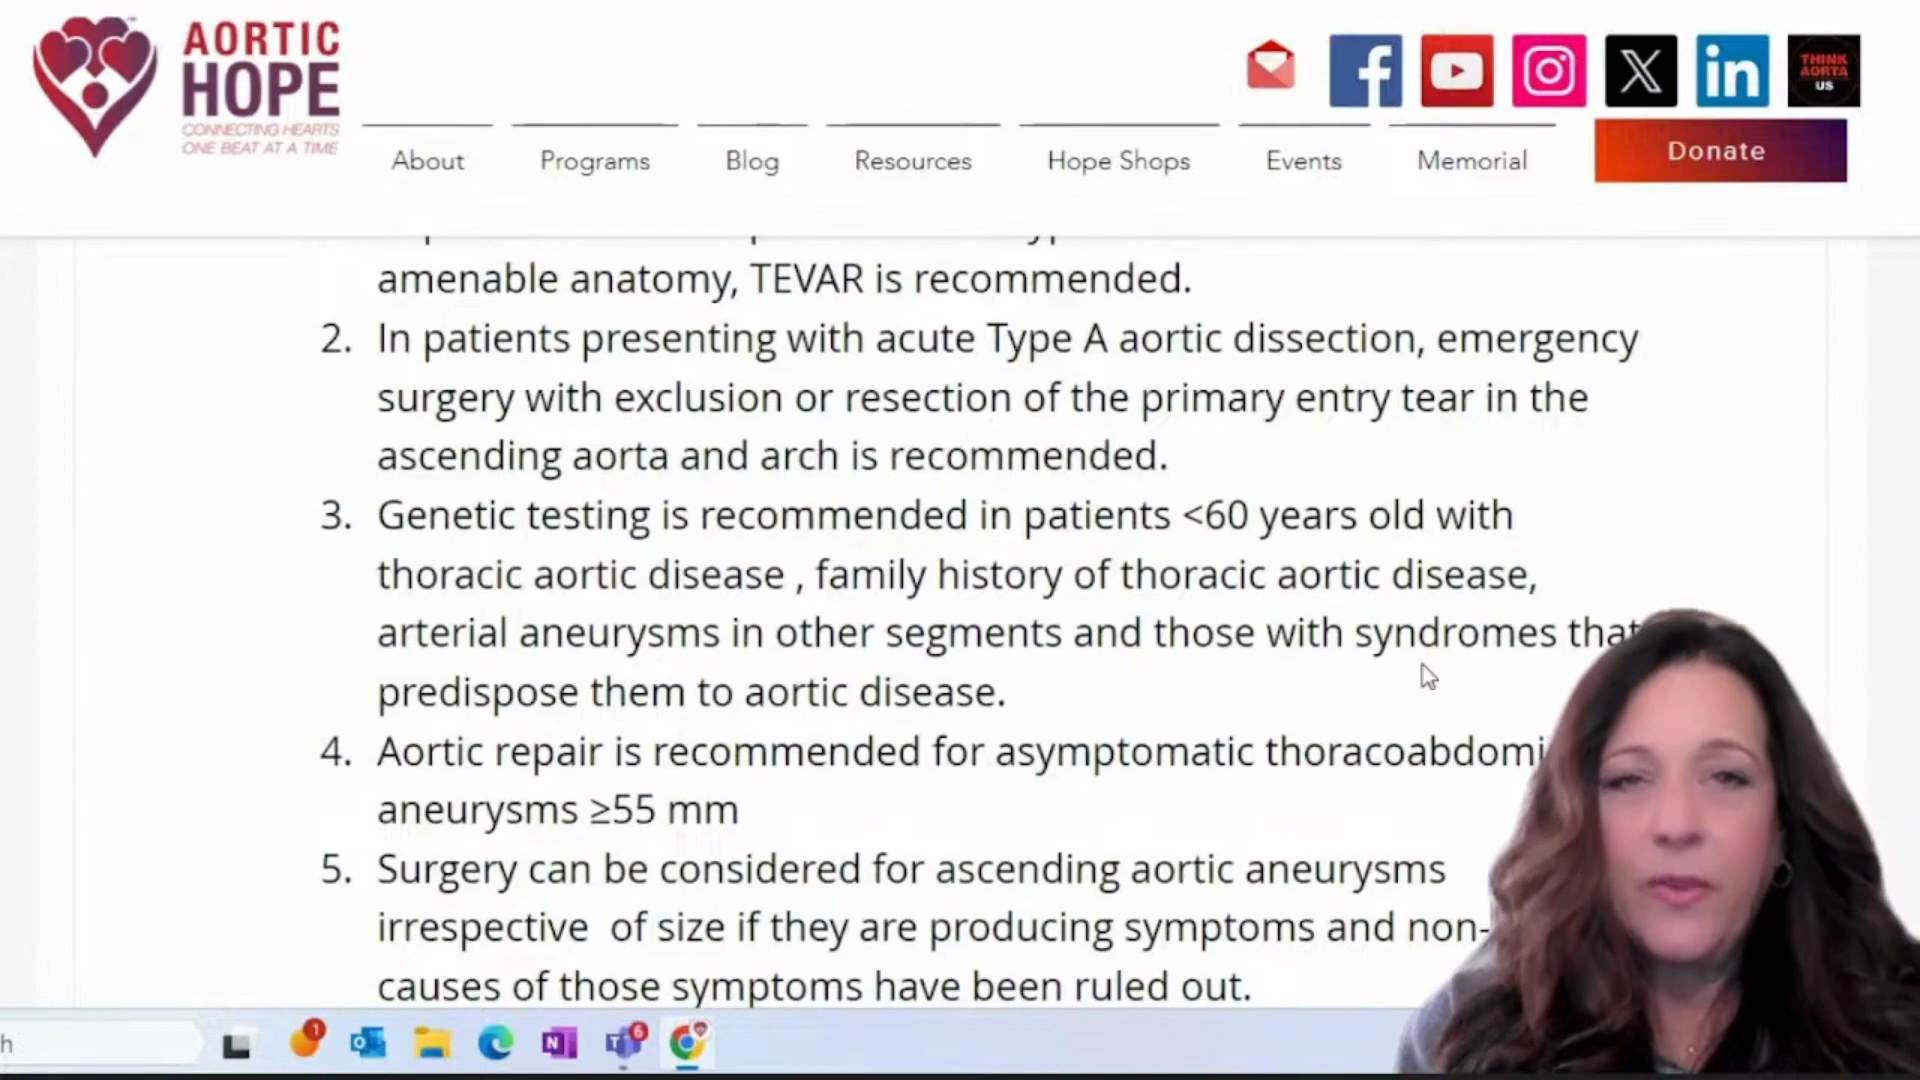 AORTIC
HOPE
CONNECTING HEARTS
ONE BEAT AT A TIME
THINK
AORTA
US
About
Programs
Blog
Resources
Hope Shops
Events
Memorial
Donate
amenable anatomy, TEVAR is recommended.
2. In patients presenting with acute Type A aortic dissection, emergency
surgery with exclusion or resection of the primary entry tear in the
ascending aorta and arch is recommended.
3. Genetic testing is recommended in patients <60 years old with
thoracic aortic disease , family history of thoracic aortic disease,
arterial aneurysms in other segments and those with syndromes that
predispose them to aortic disease.
4. Aortic repair is recommended for asymptomatic thoracoabdomi
aneurysms ≥55 mm
5. Surgery can be considered for ascending aortic aneurysms
irrespective of size if they are producing symptoms and non-
causes of those symptoms have been ruled out.
h
1
6